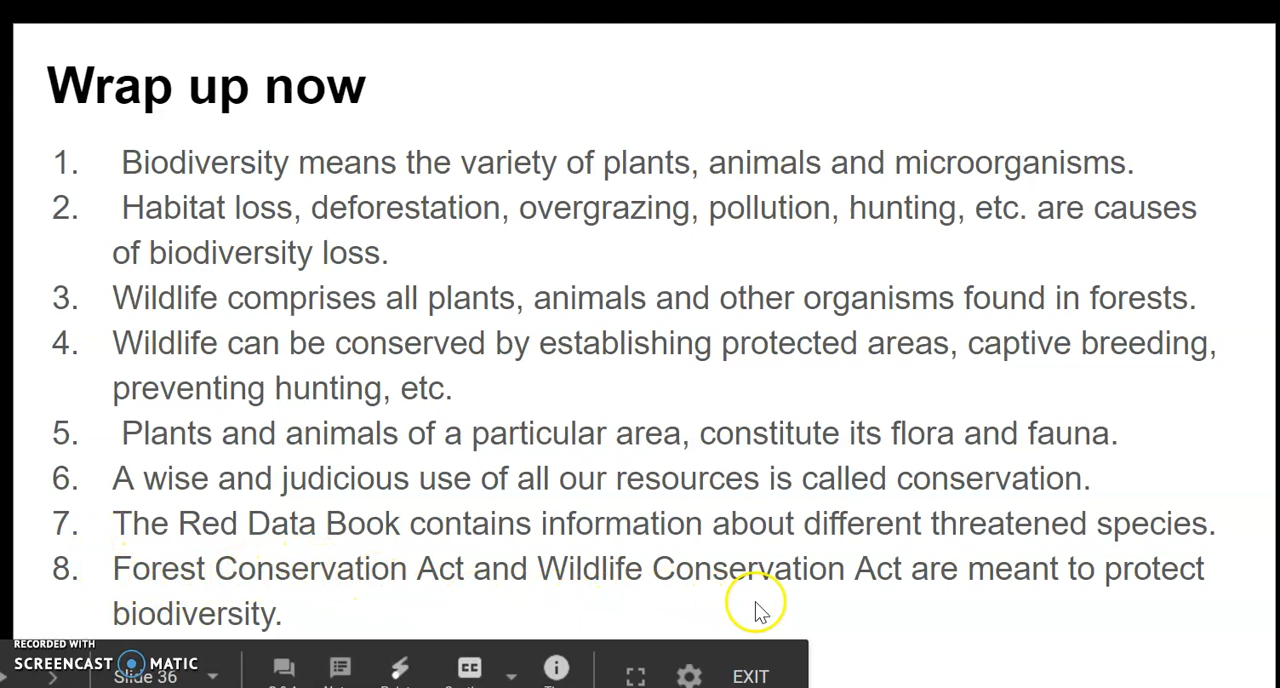 Wrap up now
1. Biodiversity means the variety of plants, animals and microorganisms.
2. Habitat loss, deforestation, overgrazing, pollution, hunting, etc. are causes
of biodiversity loss.
3. Wildlife comprises all plants, animals and other organisms found in forests.
4. Wildlife can be conserved by establishing protected areas, captive breeding,
preventing hunting, etc.
5. Plants and animals of a particular area, constitute its flora and fauna.
6. A wise and judicious use of all our resources is called conservation.
7. The Red Data Book contains information about different threatened species.
8. Forest Conservation Act and Wildlife Conservation Act are meant to protect
biodiversity.
RECORDED WITH
SCREENCAST MATIC
Slide 36
CC
EXIT